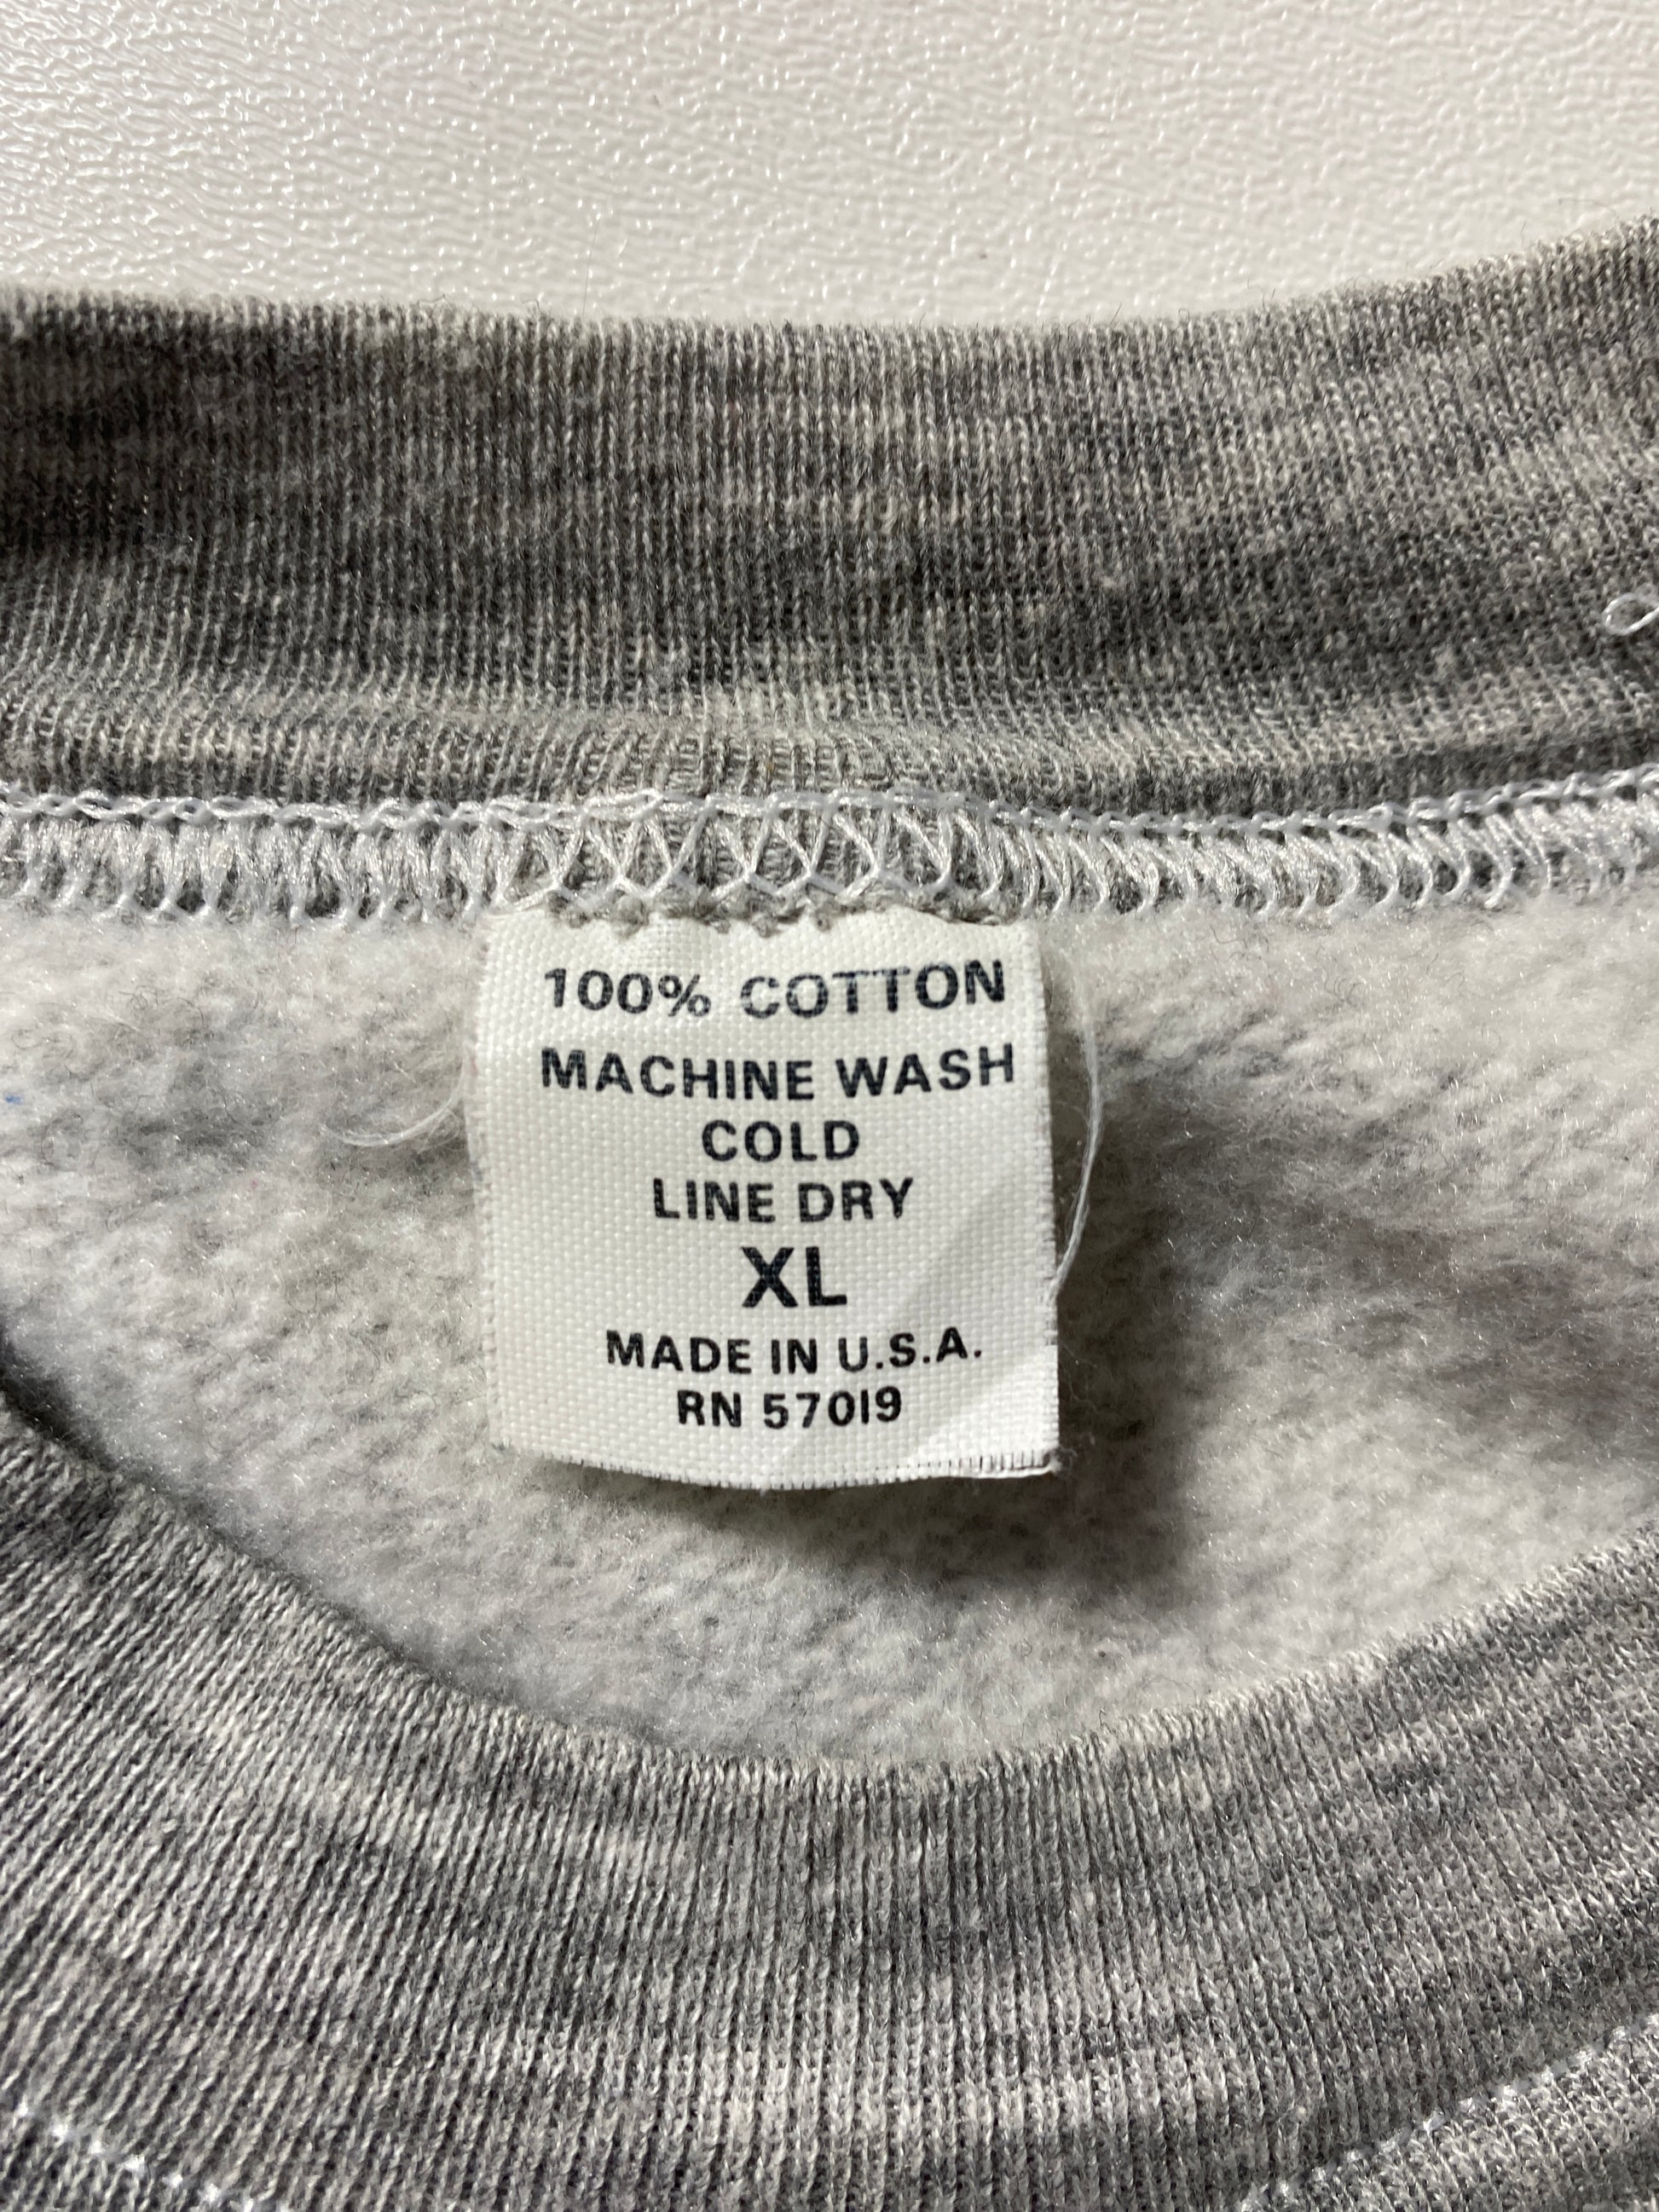 100% COTTON
MACHINE WASH
COLD
LINE DRY
XL
MADE IN U.S.A.
RN 57019